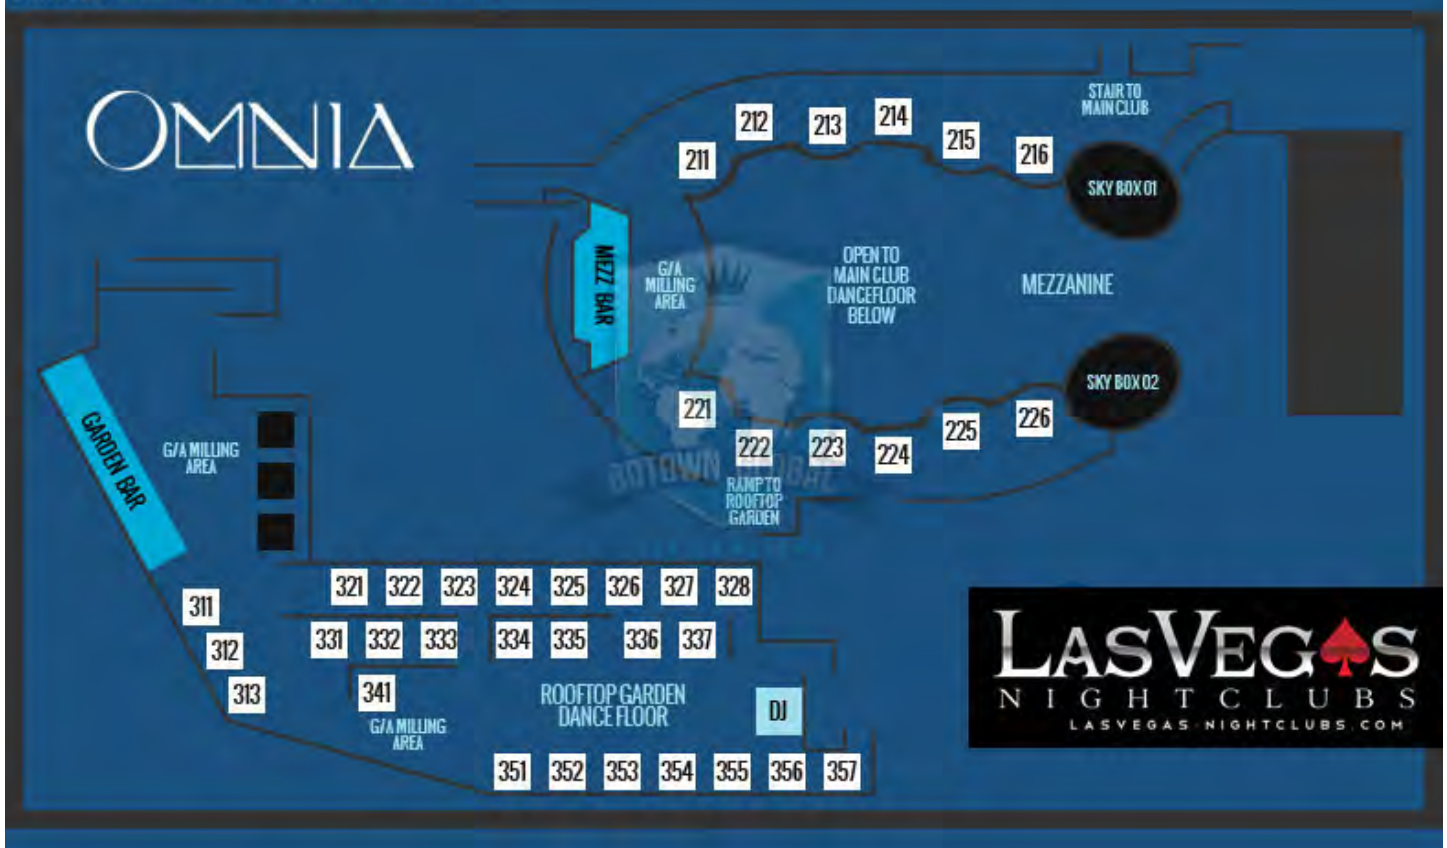 OMNIA
STAIR TO
MAIN CLUB
211
212
213
214
215
216
SKY BOX 01
MEZZ BAR
G/A
MILLING
AREA
OPEN TO
MAIN CLUB
DANCEFLOOR
BELOW
MEZZANINE
SKY BOX 02
221
222
223
224
225
226
RAMP TO
ROOFTOP
GARDEN
GARDEN BAR
G/A MILLING
AREA
311
312
313
321
322
323
324
325
326
327
328
331
332
333
334
335
336
337
341
G/A MILLING
AREA
ROOFTOP GARDEN
DANCE FLOOR
DJ
351
352
353
354
355
356
357
LASVEGAS
NIGHTCLUBS
LASVEGAS-NIGHTCLUBS.COM